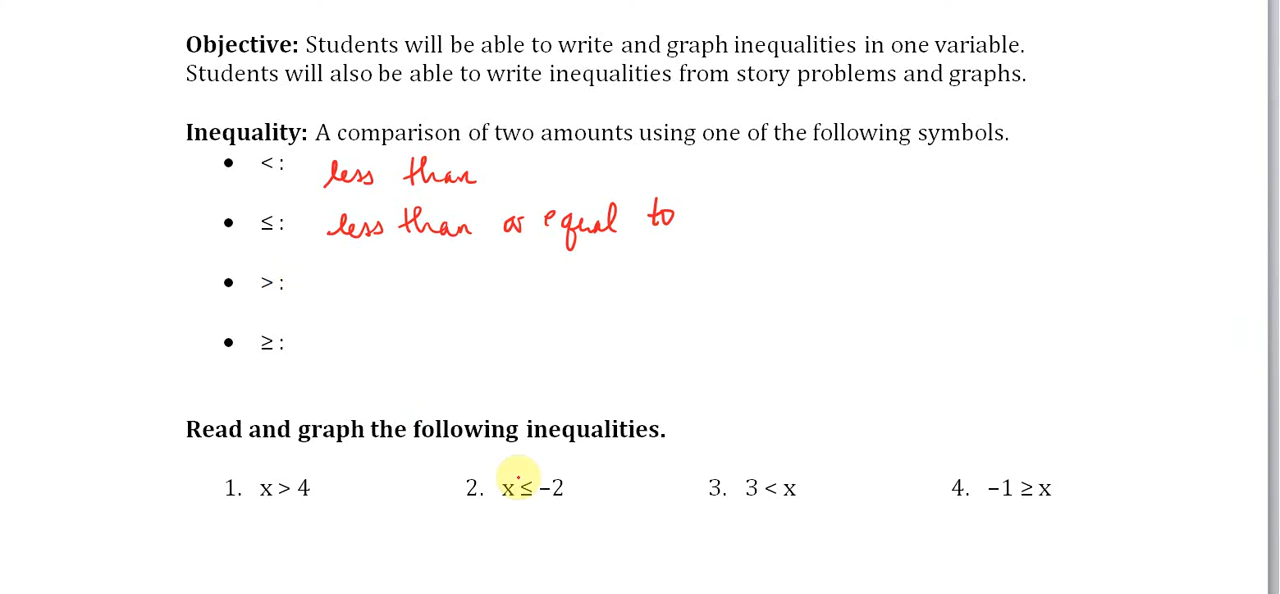 Objective: Students will be able to write and graph inequalities in one variable.
Students will also be able to write inequalities from story problems and graphs.
Inequality: A comparison of two amounts using one of the following symbols.
• < : less than
• ≤ : less than or equal to
• > :
• ≥ :
Read and graph the following inequalities.
1. x > 4 2. x ≤ −2 3. 3 < x 4. −1 ≥ x